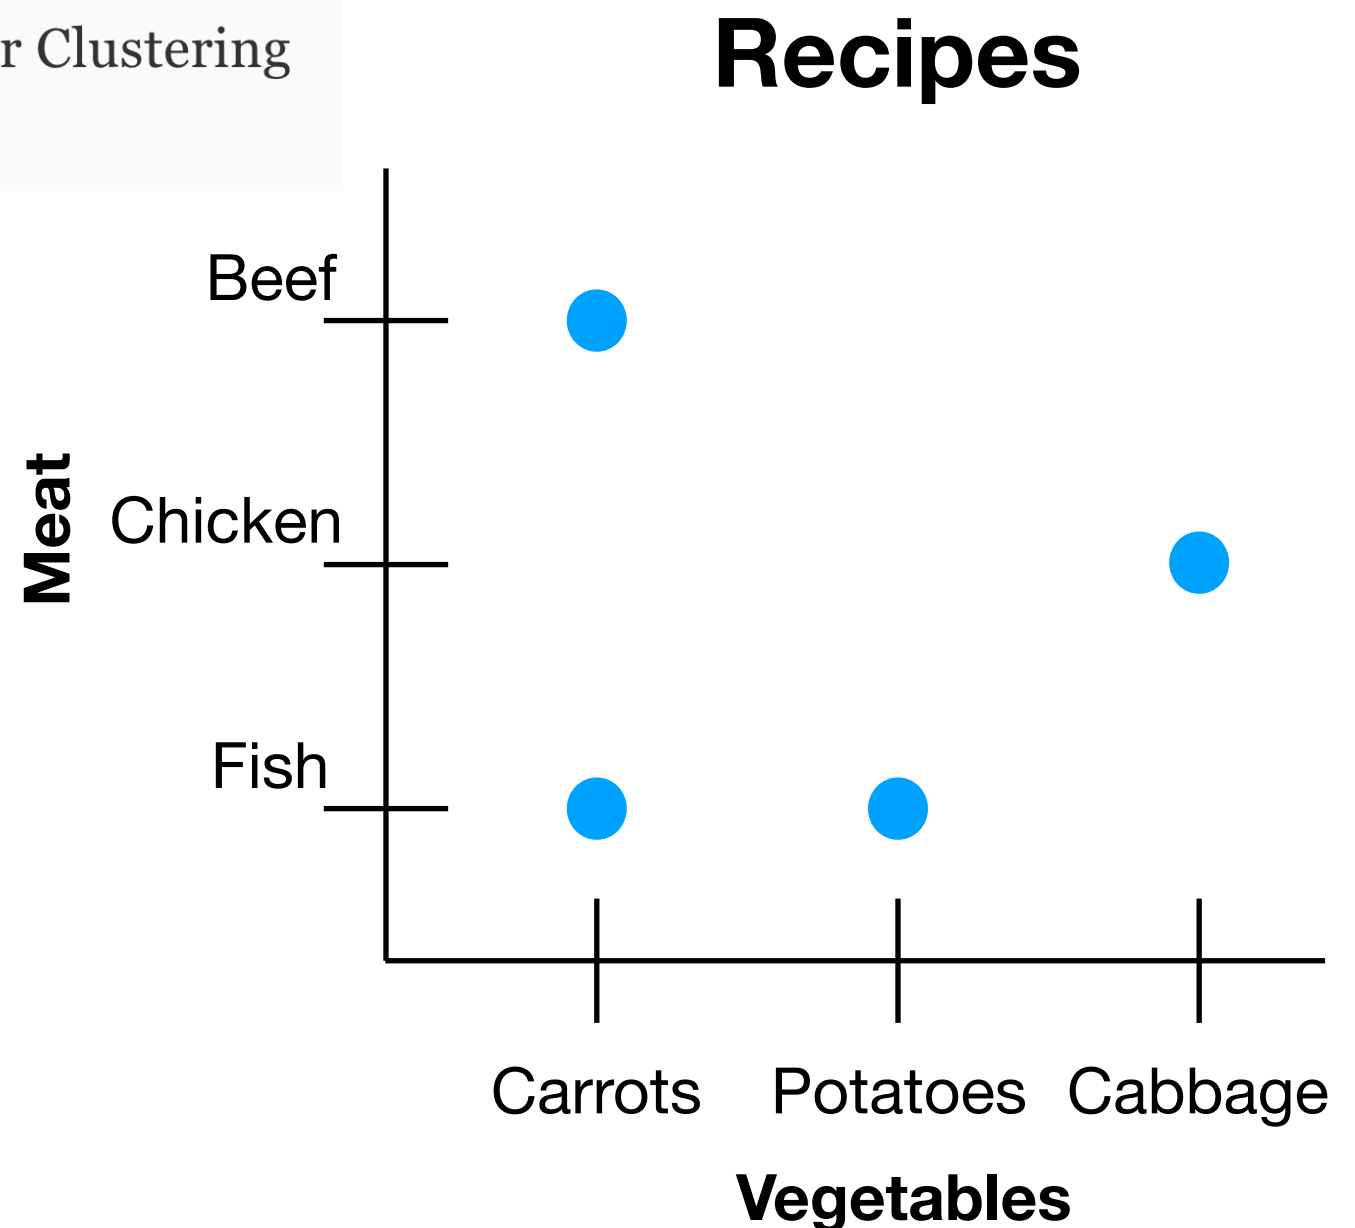 r Clustering
Recipes
Beef
Chicken
Fish
Meat
Carrots Potatoes Cabbage
Vegetables